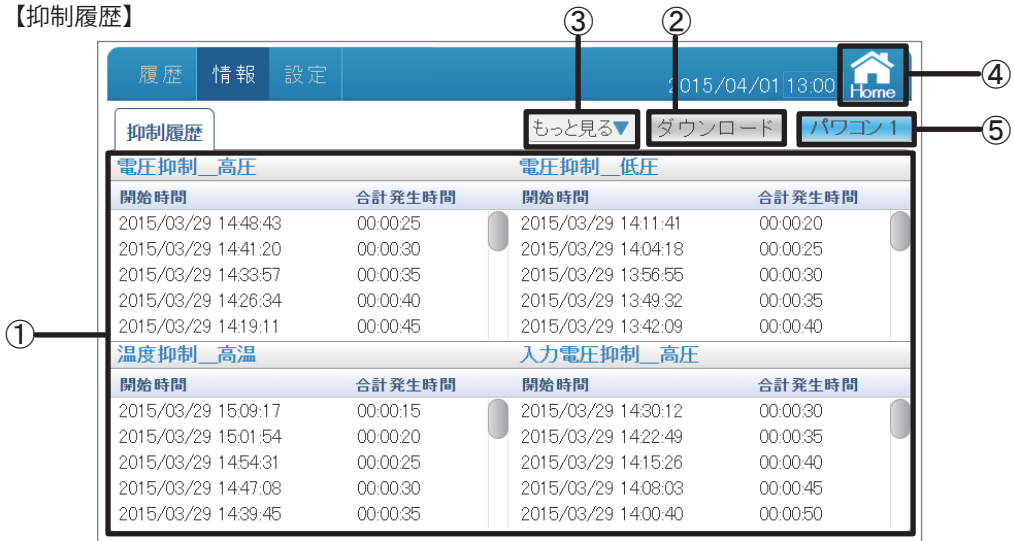 【抑制履歴】
③
②
履歴 情報 設定
2015/04/01 13:00
Home
④
抑制履歴
もっと見る▼
ダウンロード
パワコン1
⑤
①
電圧抑制__高圧
開始時間 合計発生時間
2015/03/29 14:48:43 00:00:25
2015/03/29 14:41:20 00:00:30
2015/03/29 14:33:57 00:00:35
2015/03/29 14:26:34 00:00:40
2015/03/29 14:19:11 00:00:45
電圧抑制__低圧
開始時間 合計発生時間
2015/03/29 14:11:41 00:00:20
2015/03/29 14:04:18 00:00:25
2015/03/29 13:56:55 00:00:30
2015/03/29 13:49:32 00:00:35
2015/03/29 13:42:09 00:00:40
温度抑制__高温
開始時間 合計発生時間
2015/03/29 15:09:17 00:00:15
2015/03/29 15:01:54 00:00:20
2015/03/29 14:54:31 00:00:25
2015/03/29 14:47:08 00:00:30
2015/03/29 14:39:45 00:00:35
入力電圧抑制__高圧
開始時間 合計発生時間
2015/03/29 14:30:12 00:00:30
2015/03/29 14:22:49 00:00:35
2015/03/29 14:15:26 00:00:40
2015/03/29 14:08:03 00:00:45
2015/03/29 14:00:40 00:00:50